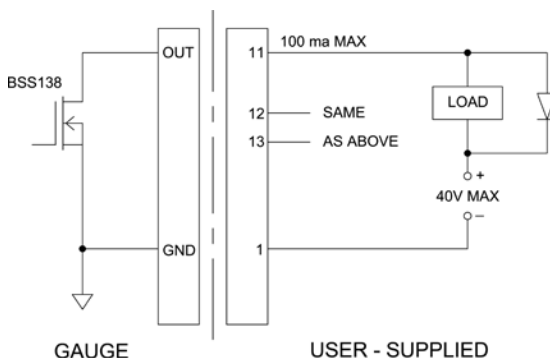 OUT
11
100 ma MAX
BSS138
LOAD
12
SAME
13
AS ABOVE
+
40V MAX
−
GND
1
GAUGE
USER - SUPPLIED